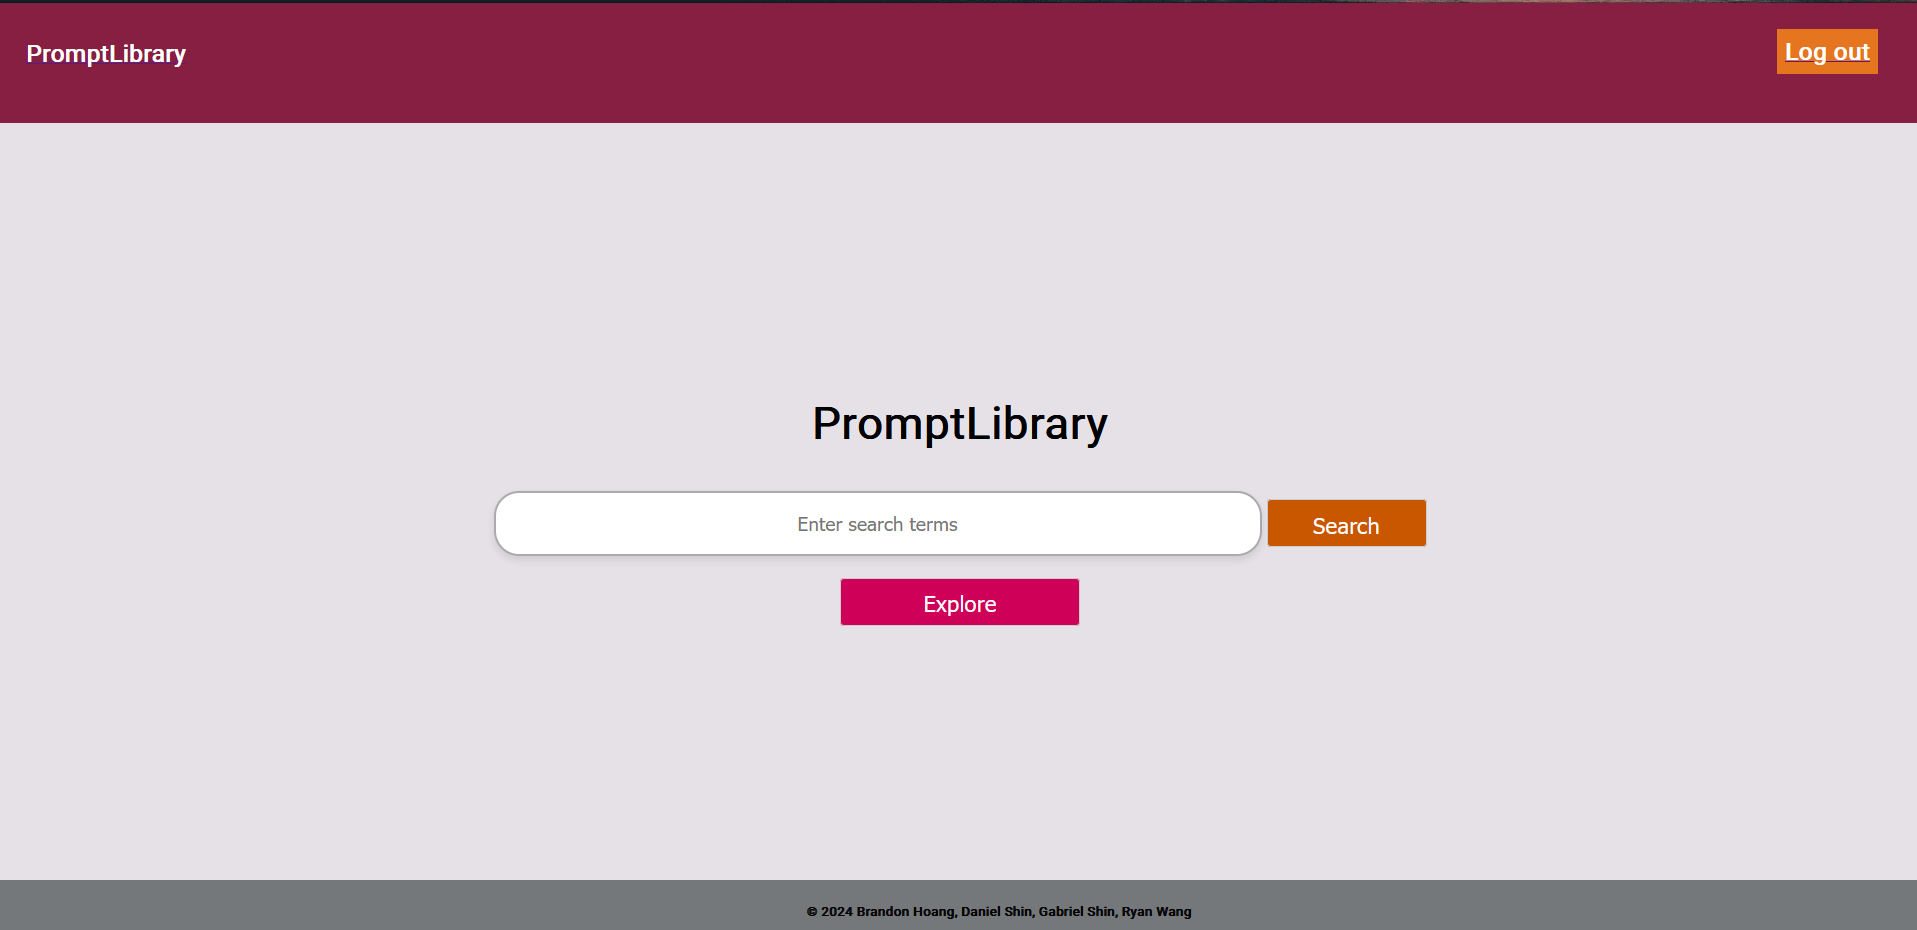 PromptLibrary
Log out
PromptLibrary
Enter search terms
Search
Explore
© 2024 Brandon Hoang, Daniel Shin, Gabriel Shin, Ryan Wang